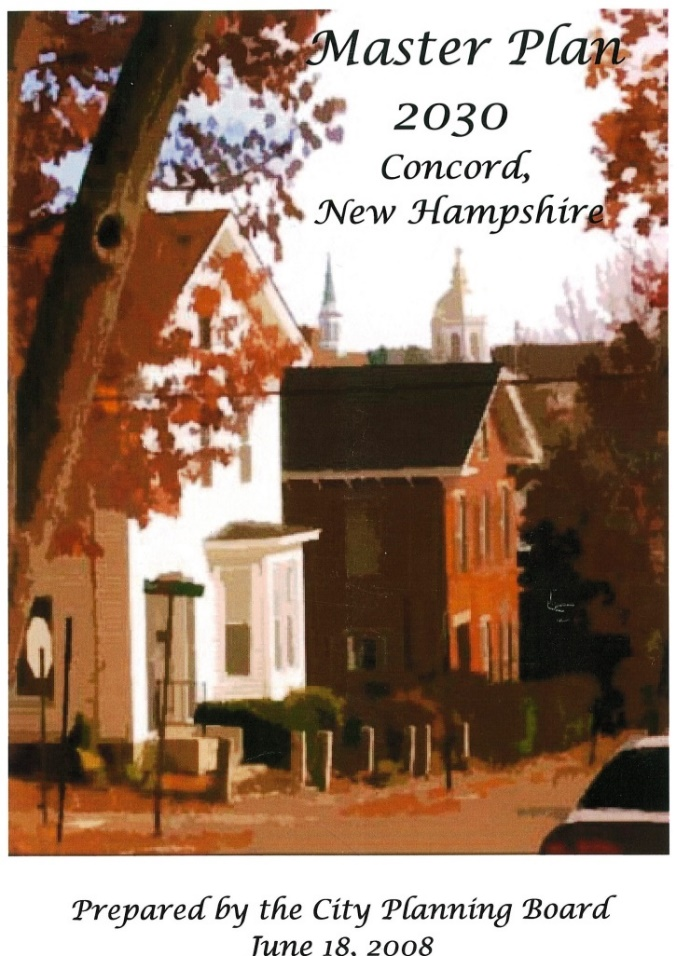 Master Plan
2030
Concord,
New Hampshire
Prepared by the City Planning Board
June 18, 2008